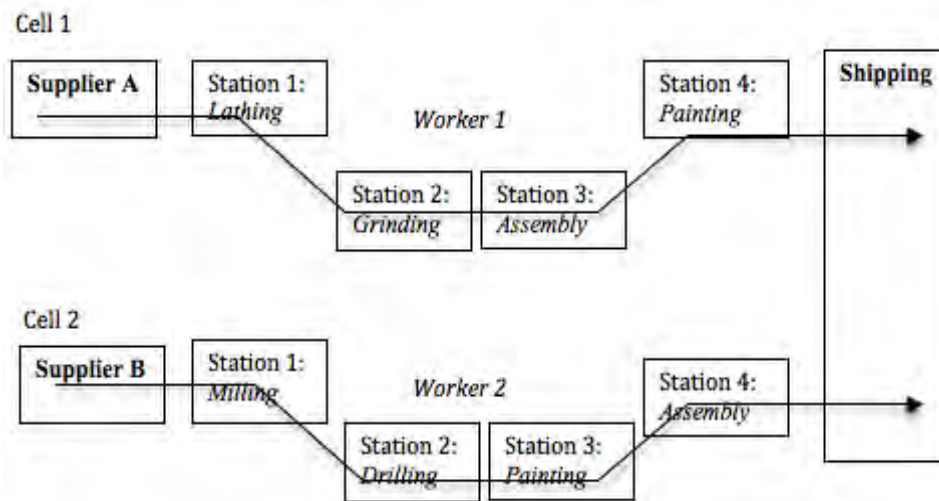 Cell 1
Supplier A
Station 1:
Lathing
Worker 1
Station 4:
Painting
Shipping
Station 2:
Grinding
Station 3:
Assembly
Cell 2
Supplier B
Station 1:
Milling
Worker 2
Station 4:
Assembly
Station 2:
Drilling
Station 3:
Painting